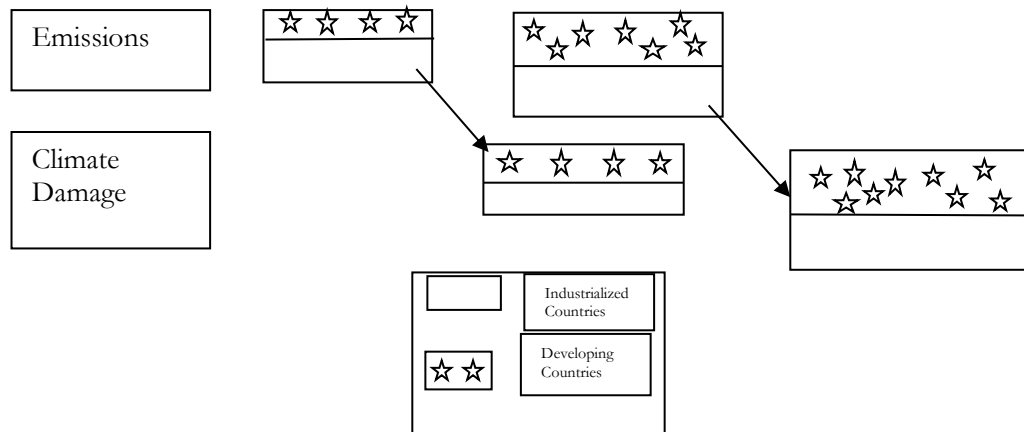 Emissions
Climate
Damage
Industrialized
Countries
Developing
Countries